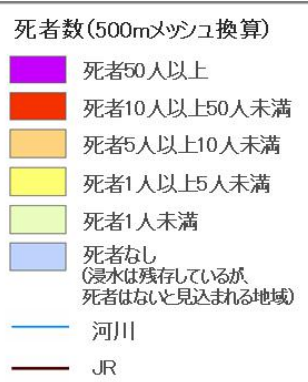 死者数(500mメッシュ換算)
死者50人以上
死者10人以上50人未満
死者5人以上10人未満
死者1人以上5人未満
死者1人未満
死者なし
(浸水は残存しているが、
死者はないと見込まれる地域)
河川
JR